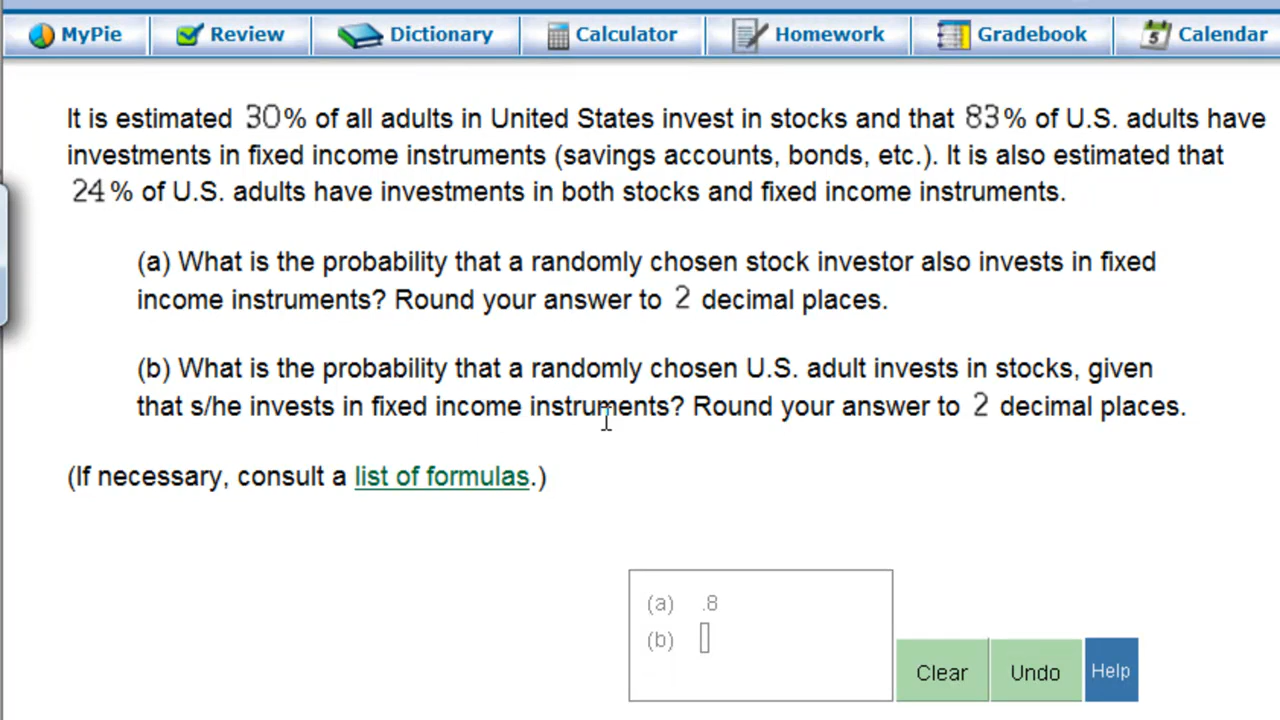 MyPie Review Dictionary Calculator Homework Gradebook 5 Calendar
It is estimated 30% of all adults in United States invest in stocks and that 83% of U.S. adults have
investments in fixed income instruments (savings accounts, bonds, etc.). It is also estimated that
24% of U.S. adults have investments in both stocks and fixed income instruments.
(a) What is the probability that a randomly chosen stock investor also invests in fixed
income instruments? Round your answer to 2 decimal places.
(b) What is the probability that a randomly chosen U.S. adult invests in stocks, given
that s/he invests in fixed income instruments? Round your answer to 2 decimal places.
(If necessary, consult a list of formulas.)
(a) .8
(b)
Clear Undo Help